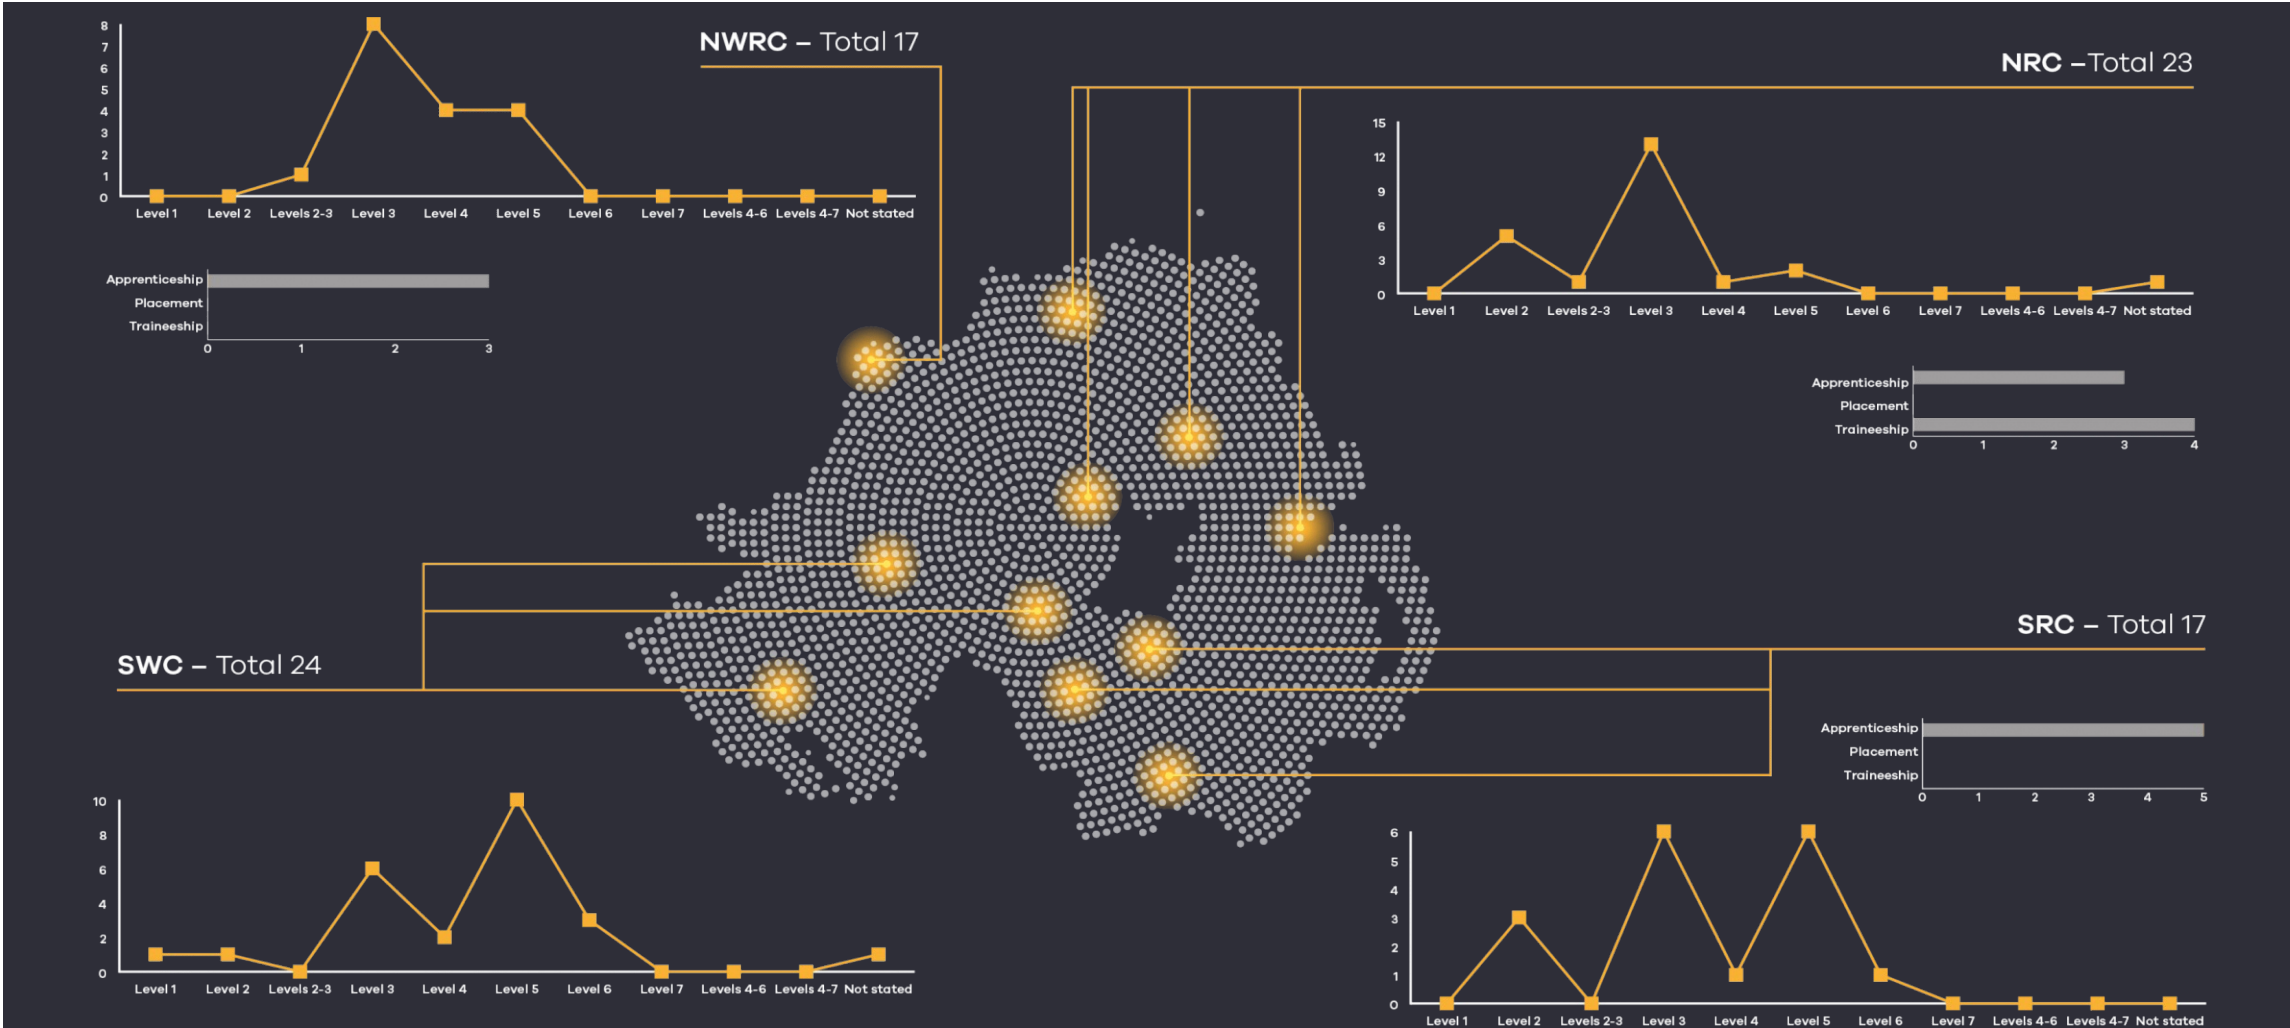 NWRC – Total 17
8
7
6
5
4
3
2
1
0
Level 1 Level 2 Levels 2-3 Level 3 Level 4 Level 5 Level 6 Level 7 Levels 4-6 Levels 4-7 Not stated
Apprenticeship
Placement
Traineeship
0 1 2 3
NRC –Total 23
15
12
9
6
3
0
Level 1 Level 2 Levels 2-3 Level 3 Level 4 Level 5 Level 6 Level 7 Levels 4-6 Levels 4-7 Not stated
Apprenticeship
Placement
Traineeship
0 1 2 3 4
SWC – Total 24
10
8
6
4
2
0
Level 1 Level 2 Levels 2-3 Level 3 Level 4 Level 5 Level 6 Level 7 Levels 4-6 Levels 4-7 Not stated
SRC – Total 17
Apprenticeship
Placement
Traineeship
0 1 2 3 4 5
6
5
4
3
2
1
0
Level 1 Level 2 Levels 2-3 Level 3 Level 4 Level 5 Level 6 Level 7 Levels 4-6 Levels 4-7 Not stated